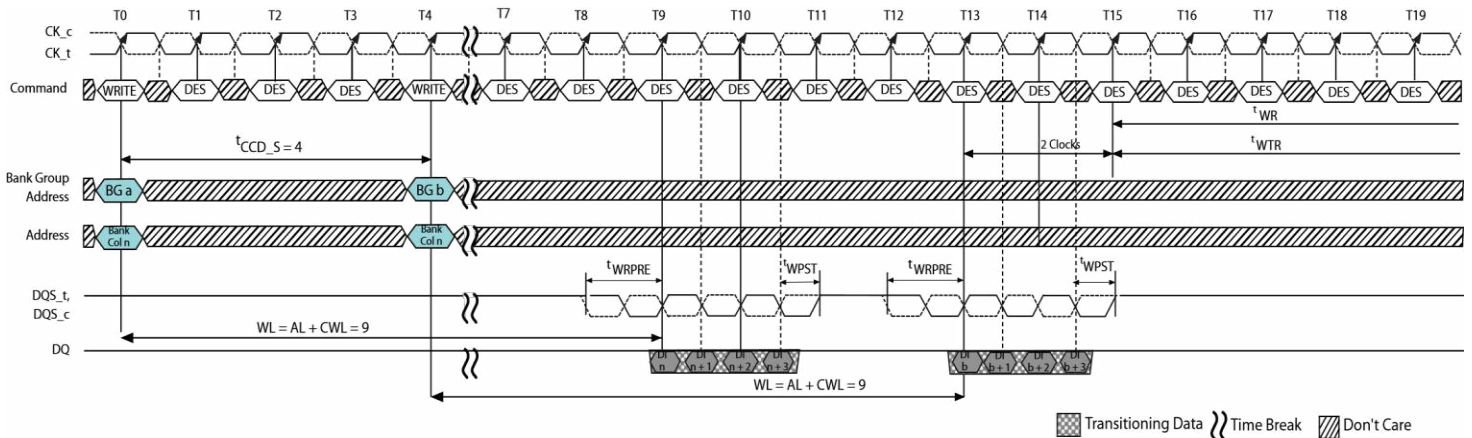 T0 T1 T2 T3 T4 T7 T8 T9 T10 T11 T12 T13 T14 T15 T16 T17 T18 T19
CK_c
CK_t
Command WRITE DES DES DES WRITE DES DES DES DES DES DES DES DES DES DES DES DES DES
tWR
tCCD_S = 4
2 Clocks
tWTR
Bank Group
Address
BG a BG b
Address
Bank
Col n
Bank
Col n
tWRPRE tWPST tWRPRE tWPST
DQS_t,
DQS_c
WL = AL + CWL = 9
DQ
DI
n
DI
n + 1
DI
n + 2
DI
n + 3
DI
b
DI
b + 1
DI
b + 2
DI
b + 3
WL = AL + CWL = 9
Transitioning Data Time Break Don't Care